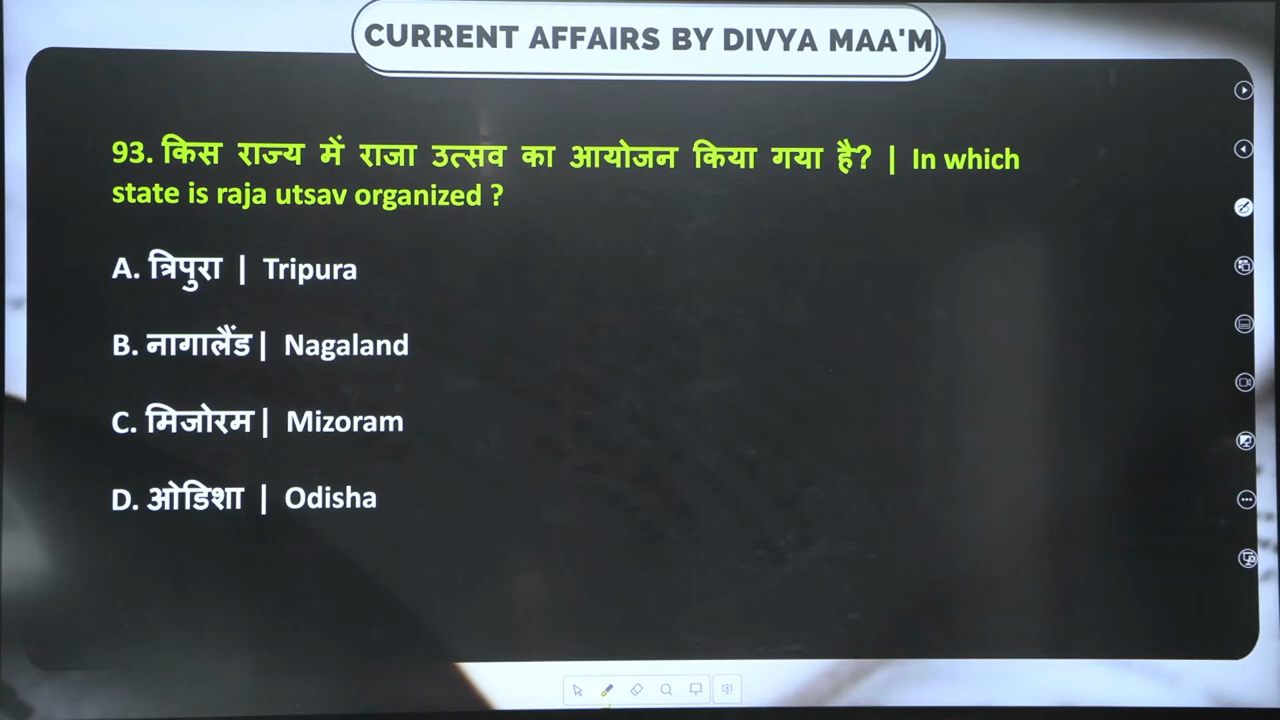 CURRENT AFFAIRS BY DIVYA MAA'M
93. किस राज्य में राजा उत्सव का आयोजन किया गया है? | In which
state is raja utsav organized ?
A. त्रिपुरा | Tripura
B. नागालैंड | Nagaland
C. मिजोरम | Mizoram
D. ओडिशा | Odisha